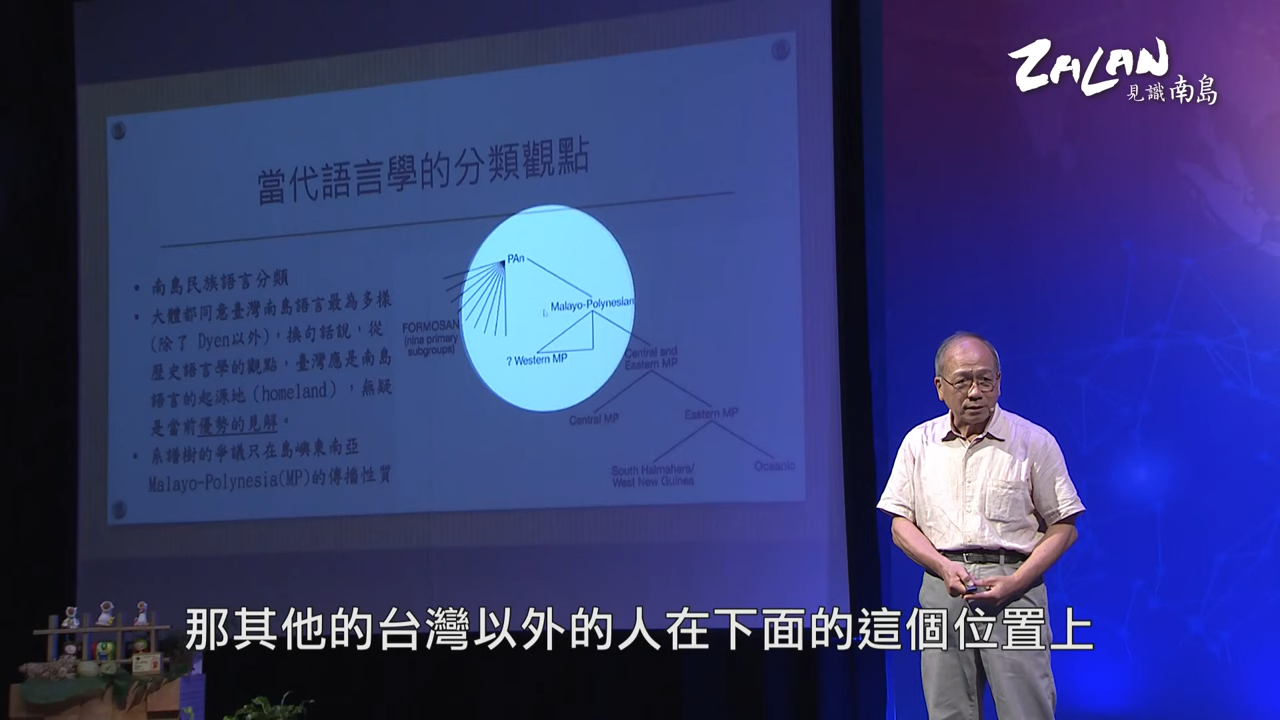 ZALAN
見識南島
當代語言學的分類觀點
• 南島民族語言分類
• 大體都同意臺灣南島語言最為多樣
(除了 Dyen以外)，換句話說，從
歷史語言學的觀點，臺灣應是南島
語言的起源地 (homeland) ，無疑
是當前優勢的見解。
• 系譜樹的爭議只在島嶼東南亞
Malayo-Polynesia(MP)的傳播性質
PAn
Malayo-Polynesian
FORMOSAN
(nine primary
subgroups)
? Western MP
Central and
Eastern MP
Central MP
Eastern MP
South Halmahera/
West New Guinea
Oceanic
那其他的台灣以外的人在下面的這個位置上